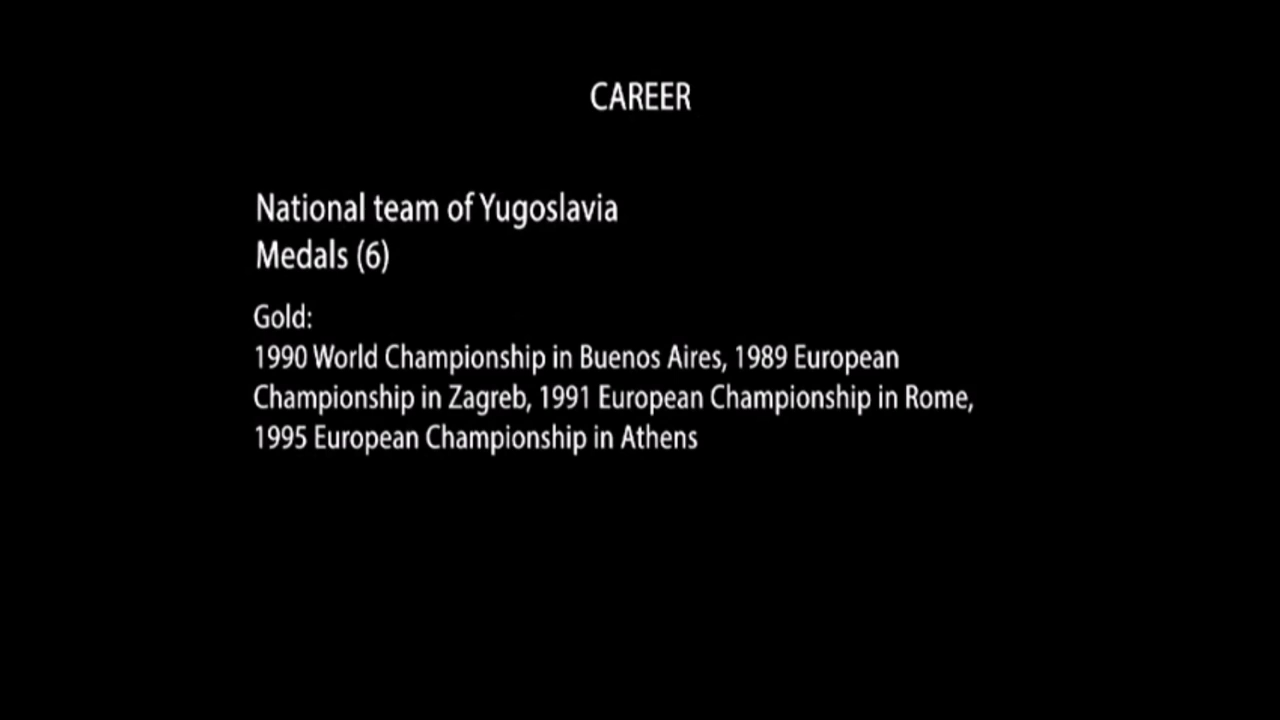 CAREER
National team of Yugoslavia
Medals (6)
Gold:
1990 World Championship in Buenos Aires, 1989 European
Championship in Zagreb, 1991 European Championship in Rome,
1995 European Championship in Athens